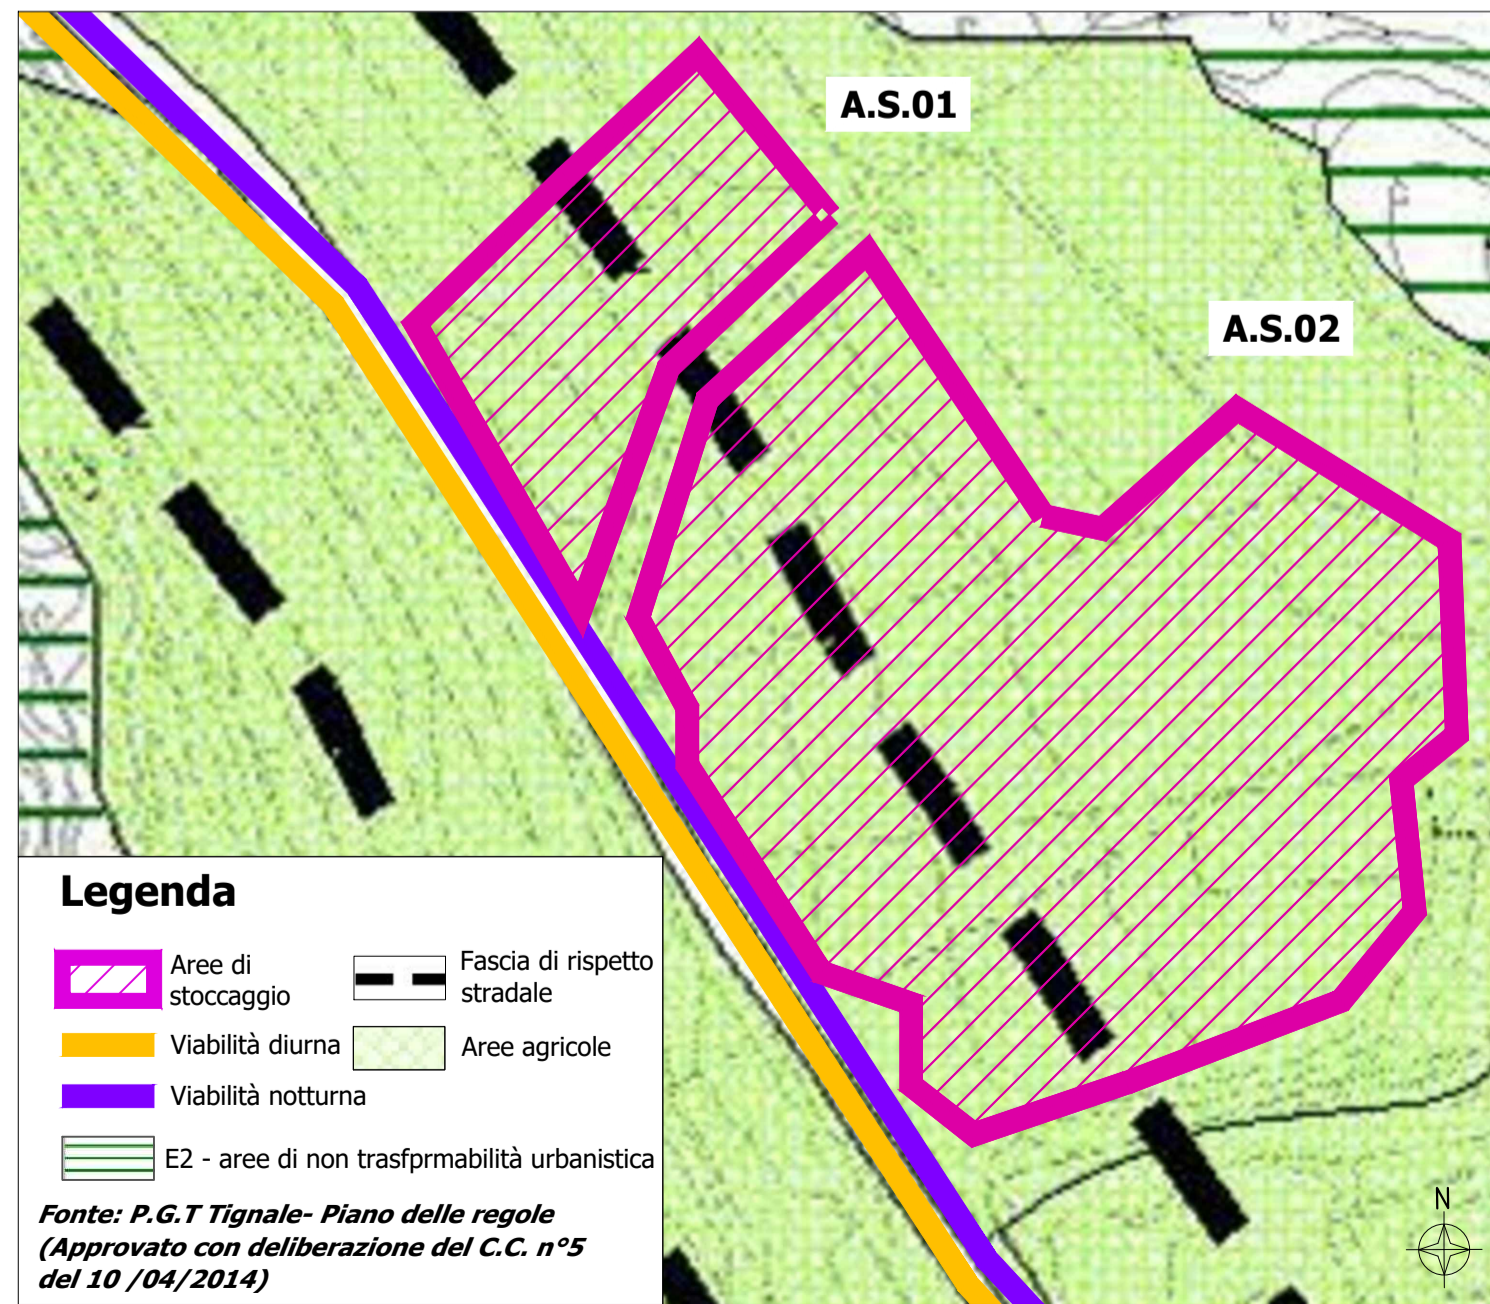 A.S.01
A.S.02
Legenda
Aree di
stoccaggio
Fascia di rispetto
stradale
Viabilità diurna
Aree agricole
Viabilità notturna
E2 - aree di non trasfprmabilità urbanistica
Fonte: P.G.T Tignale- Piano delle regole
(Approvato con deliberazione del C.C. n°5
del 10 /04/2014)
N